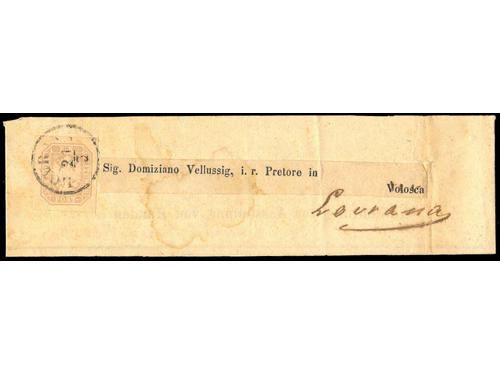 Sig. Domiziano Vellussig, i. r. Pretore in
Volosca
Lovrana